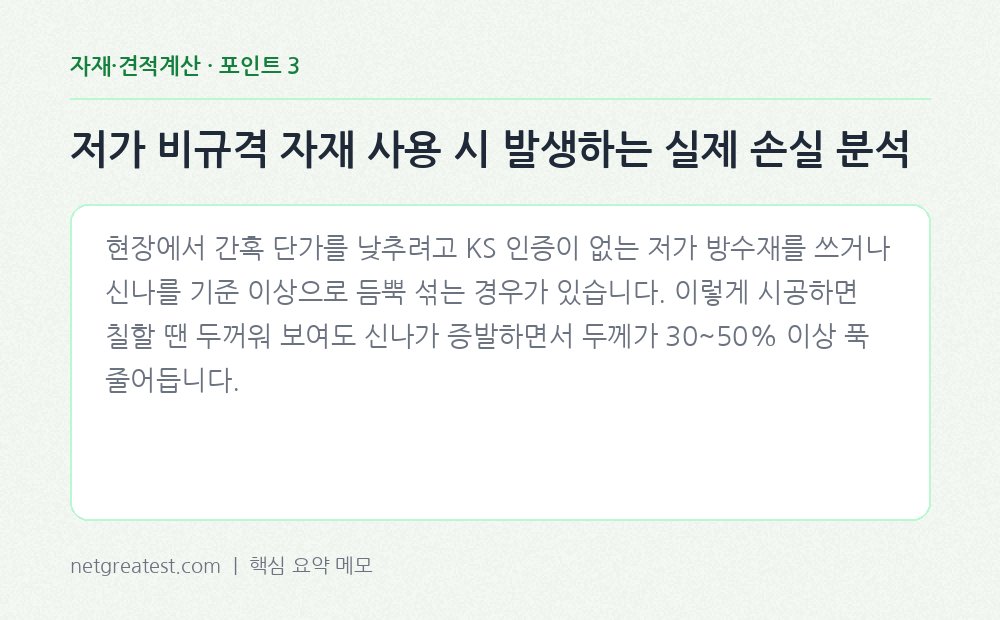 자재·견적계산 · 포인트 3
저가 비규격 자재 사용 시 발생하는 실제 손실 분석
현장에서 간혹 단가를 낮추려고 KS 인증이 없는 저가 방수재를 쓰거나
신나를 기준 이상으로 듬뿍 섞는 경우가 있습니다. 이렇게 시공하면
칠할 땐 두꺼워 보여도 신나가 증발하면서 두께가 30~50% 이상 푹
줄어듭니다.
netgreatest.com | 핵심 요약 메모